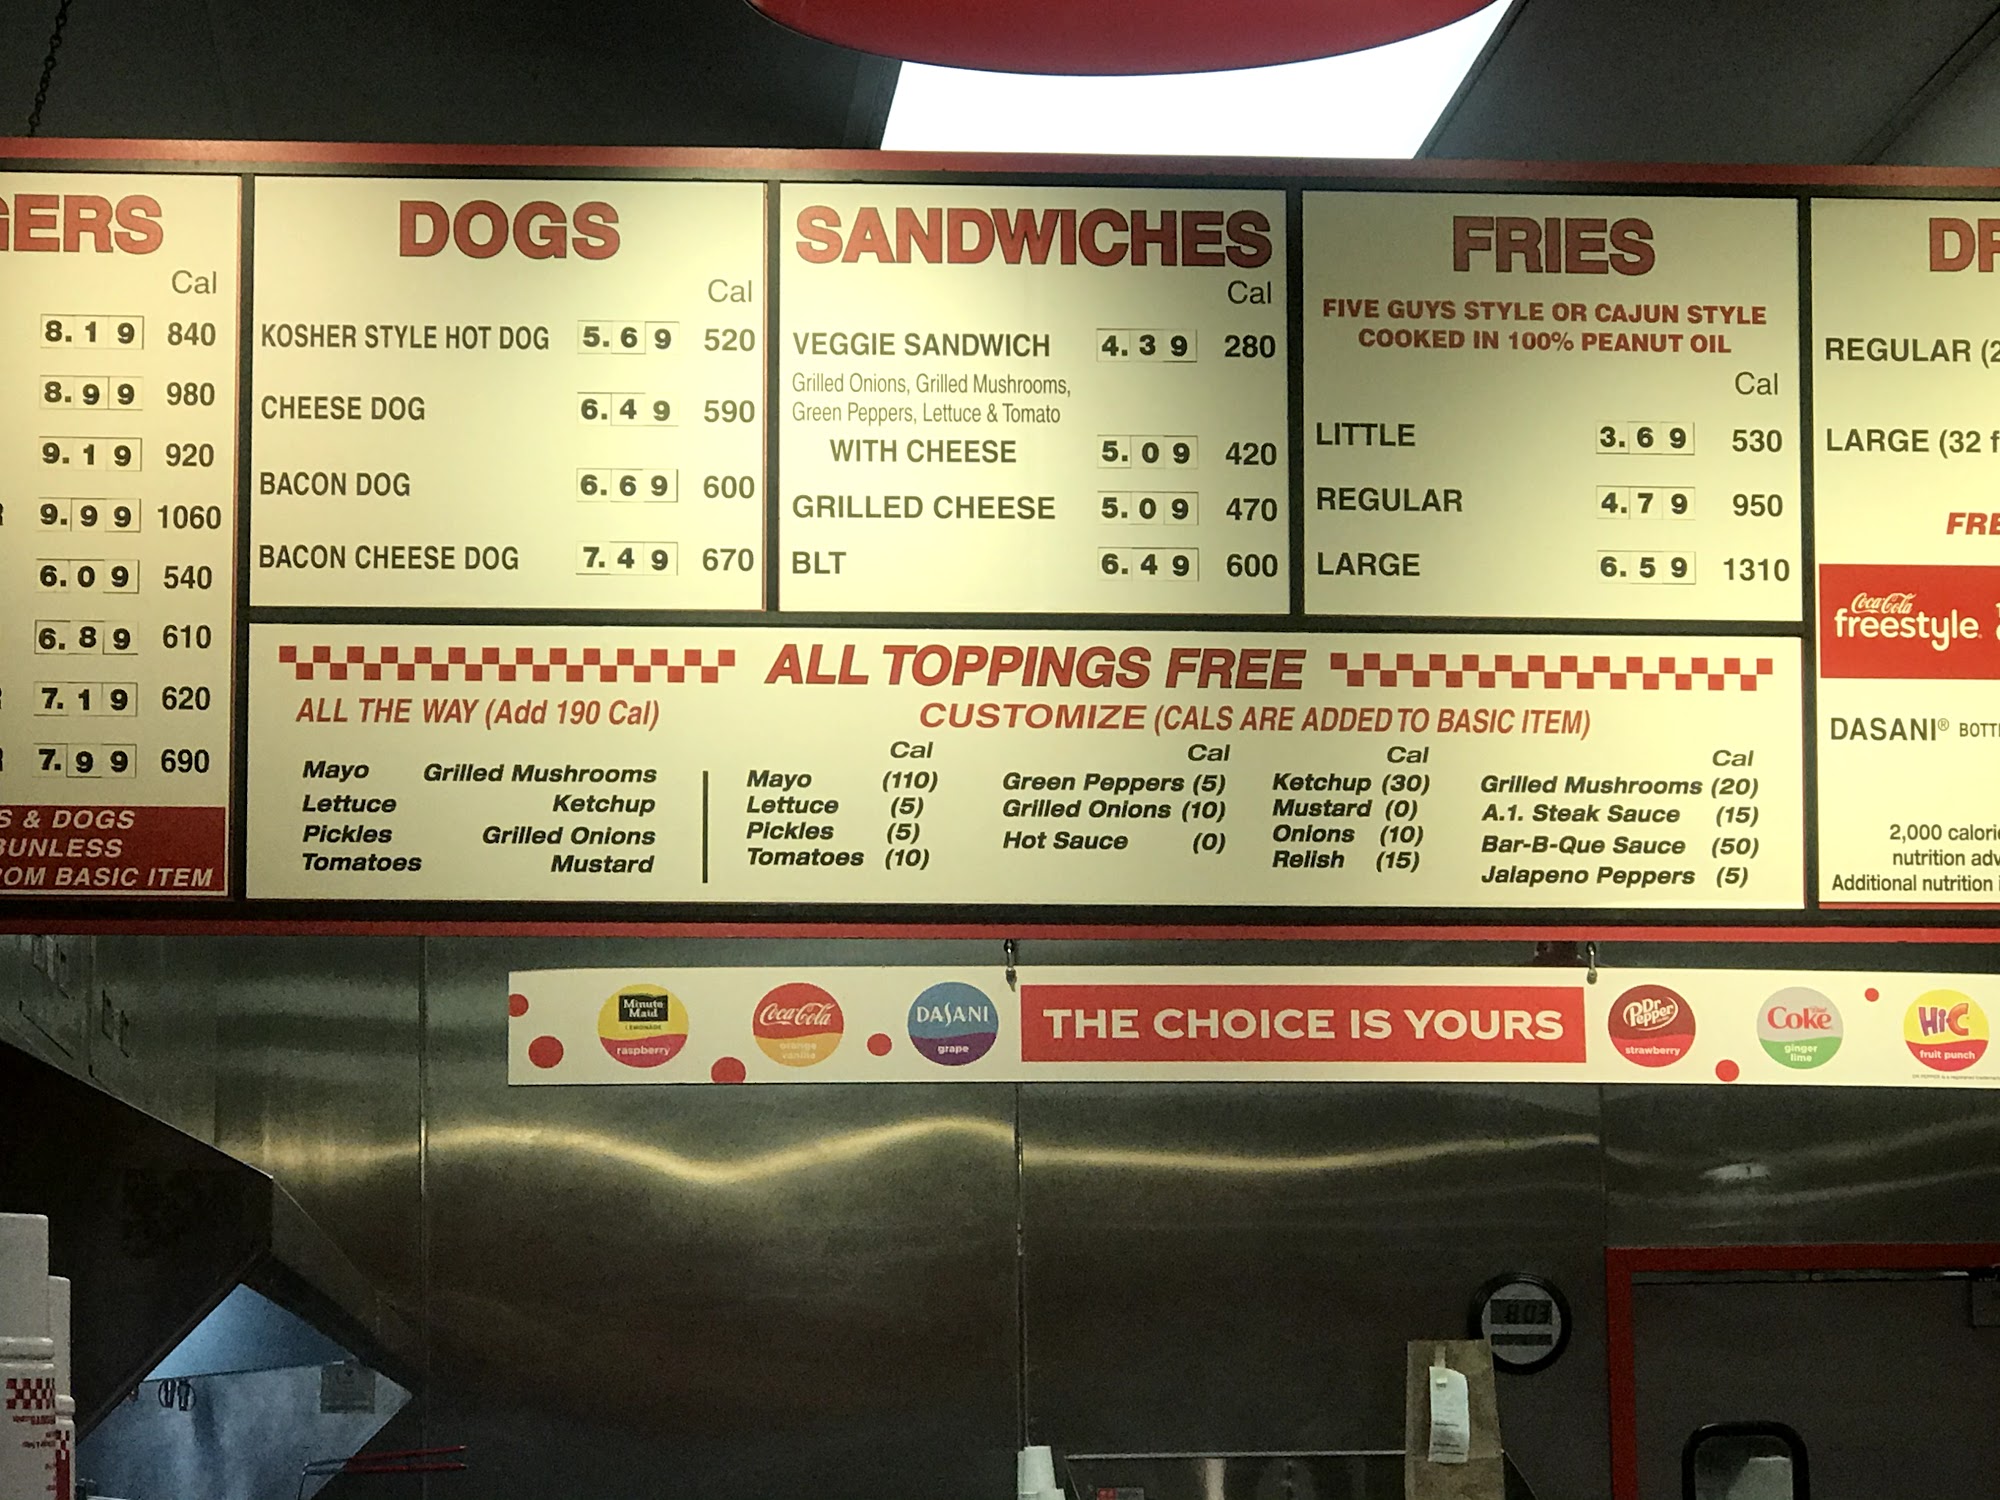 GERS
Cal
8.19 840
8.99 980
9.19 920
R 9.99 1060
6.09 540
6.89 610
R 7.19 620
R 7.99 690
S & DOGS
BUNLESS
OM BASIC ITEM
DOGS
Cal
KOSHER STYLE HOT DOG 5.69 520
CHEESE DOG 6.49 590
BACON DOG 6.69 600
BACON CHEESE DOG 7.49 670
SANDWICHES
Cal
VEGGIE SANDWICH 4.39 280
Grilled Onions, Grilled Mushrooms,
Green Peppers, Lettuce & Tomato
WITH CHEESE 5.09 420
GRILLED CHEESE 5.09 470
BLT 6.49 600
FRIES
FIVE GUYS STYLE OR CAJUN STYLE
COOKED IN 100% PEANUT OIL
Cal
LITTLE 3.69 530
REGULAR 4.79 950
LARGE 6.59 1310
DR
REGULAR (2
LARGE (32 f
FRE
Coca-Cola
freestyle
DASANI® BOTT
2,000 calorie
nutrition adv
Additional nutrition i
ALL TOPPINGS FREE
ALL THE WAY (Add 190 Cal)
Mayo Grilled Mushrooms
Lettuce Ketchup
Pickles Grilled Onions
Tomatoes Mustard
CUSTOMIZE (CALS ARE ADDED TO BASIC ITEM)
Cal
Mayo (110)
Lettuce (5)
Pickles (5)
Tomatoes (10)
Cal
Green Peppers (5)
Grilled Onions (10)
Hot Sauce (0)
Cal
Ketchup (30)
Mustard (0)
Onions (10)
Relish (15)
Cal
Grilled Mushrooms (20)
A.1. Steak Sauce (15)
Bar-B-Que Sauce (50)
Jalapeno Peppers (5)
Minute
Maid
LEMONADE
raspberry
Coca-Cola
orange
vanilla
DASANI
grape
THE CHOICE IS YOURS
Dr
Pepper
strawberry
Coke
ginger
lime
Hi-C
fruit punch
8:03